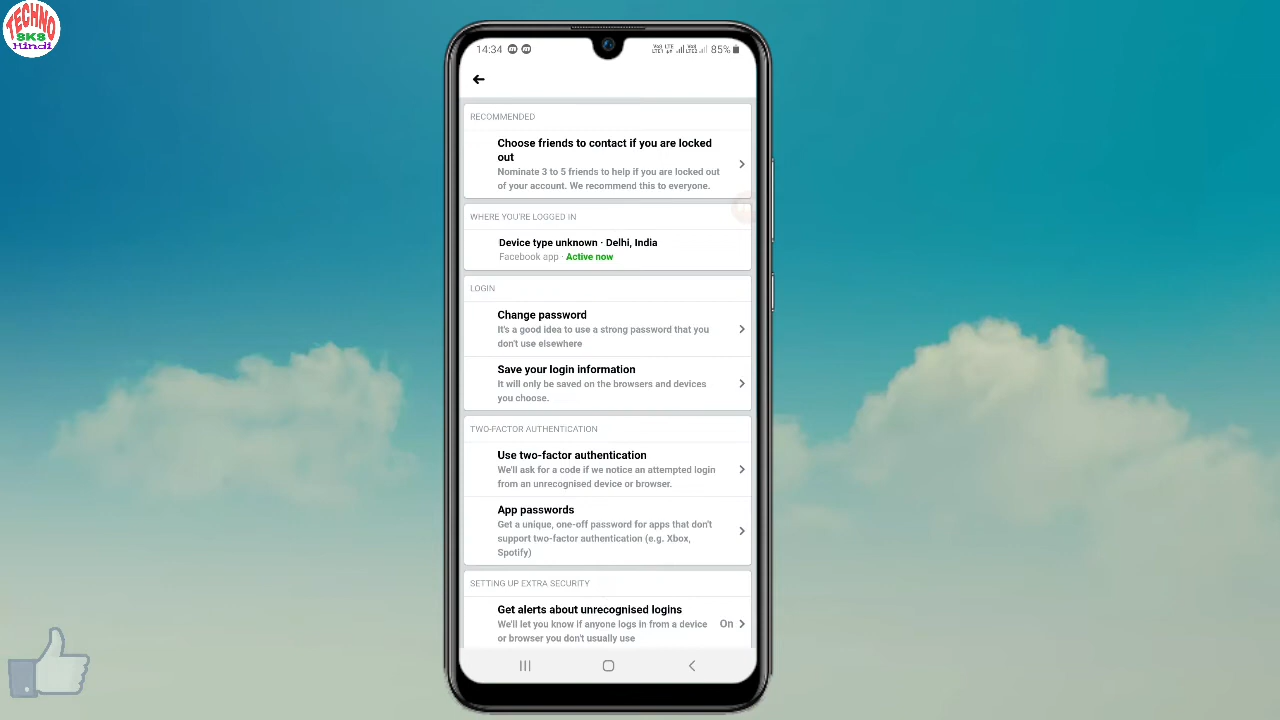 TECHNO
SKS
Hindi
14:34
85%
RECOMMENDED
Choose friends to contact if you are locked
out
Nominate 3 to 5 friends to help if you are locked out
of your account. We recommend this to everyone.
WHERE YOU'RE LOGGED IN
Device type unknown · Delhi, India
Facebook app · Active now
LOGIN
Change password
It's a good idea to use a strong password that you
don't use elsewhere
Save your login information
It will only be saved on the browsers and devices
you choose.
TWO-FACTOR AUTHENTICATION
Use two-factor authentication
We'll ask for a code if we notice an attempted login
from an unrecognised device or browser.
App passwords
Get a unique, one-off password for apps that don't
support two-factor authentication (e.g. Xbox,
Spotify)
SETTING UP EXTRA SECURITY
Get alerts about unrecognised logins
We'll let you know if anyone logs in from a device
or browser you don't usually use
On